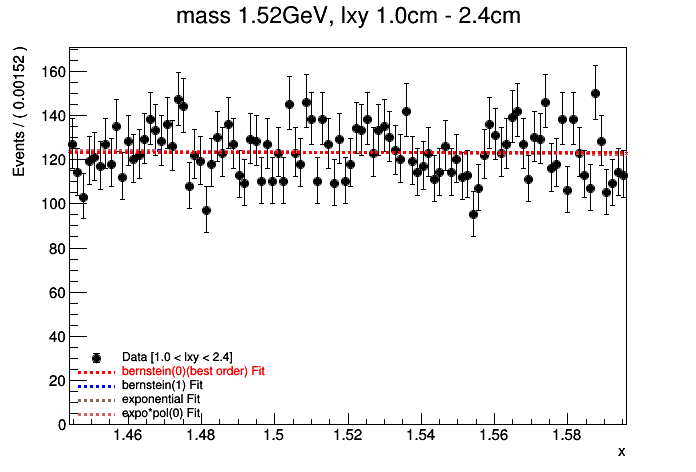 mass 1.52GeV, lxy 1.0cm - 2.4cm
Events / ( 0.00152 )
160
140
120
100
80
60
40
20
0
Data [1.0 < lxy < 2.4]
bernstein(0)(best order) Fit
bernstein(1) Fit
exponential Fit
expo*pol(0) Fit
1.46 1.48 1.5 1.52 1.54 1.56 1.58
x